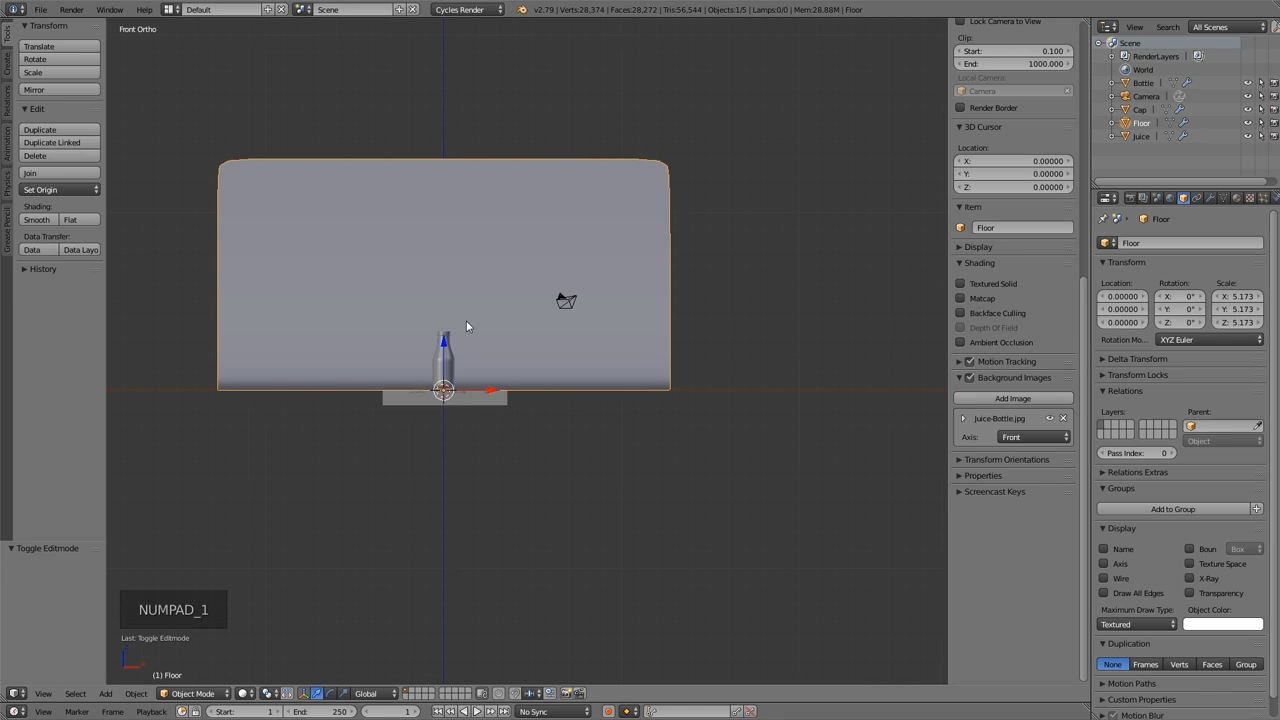 File Render Window Help Default Scene Cycles Render v2.79 | Verts:28,374 | Faces:28,272 | Tris:56,544 | Objects:1/5 | Lamps:0/0 | Mem:28.88M | Floor
Tools
Create
Relations
Animation
Physics
Grease Pencil
Transform
Translate
Rotate
Scale
Mirror
Edit
Duplicate
Duplicate Linked
Delete
Join
Set Origin
Shading:
Smooth Flat
Data Transfer:
Data Data Layo
History
Toggle Editmode
Front Ortho
NUMPAD_1
Last: Toggle Editmode
(1) Floor
Lock Camera to View
Clip:
Start: 0.100
End: 1000.000
Local Camera:
Camera
Render Border
3D Cursor
Location:
X: 0.00000
Y: 0.00000
Z: 0.00000
Item
Floor
Display
Shading
Textured Solid
Matcap
Backface Culling
Depth Of Field
Ambient Occlusion
Motion Tracking
Background Images
Add Image
Juice-Bottle.jpg
Axis: Front
Transform Orientations
Properties
Screencast Keys
View Search All Scenes
Scene
RenderLayers
World
Bottle
Camera
Cap
Floor
Juice
Floor
Floor
Transform
Location: Rotation: Scale:
0.00000 X: 0° X: 5.173
0.00000 Y: 0° Y: 5.173
0.00000 Z: 0° Z: 5.173
Rotation Mo... XYZ Euler
Delta Transform
Transform Locks
Relations
Layers: Parent:
Pass Index: 0 Object
Relations Extras
Groups
Add to Group
Display
Name Boun Box
Axis Texture Space
Wire X-Ray
Draw All Edges Transparency
Maximum Draw Type: Object Color:
Textured
Duplication
None Frames Verts Faces Group
Motion Paths
Custom Properties
Motion Blur
View Select Add Object Object Mode Global
View Marker Frame Playback Start: 1 End: 250 1 No Sync